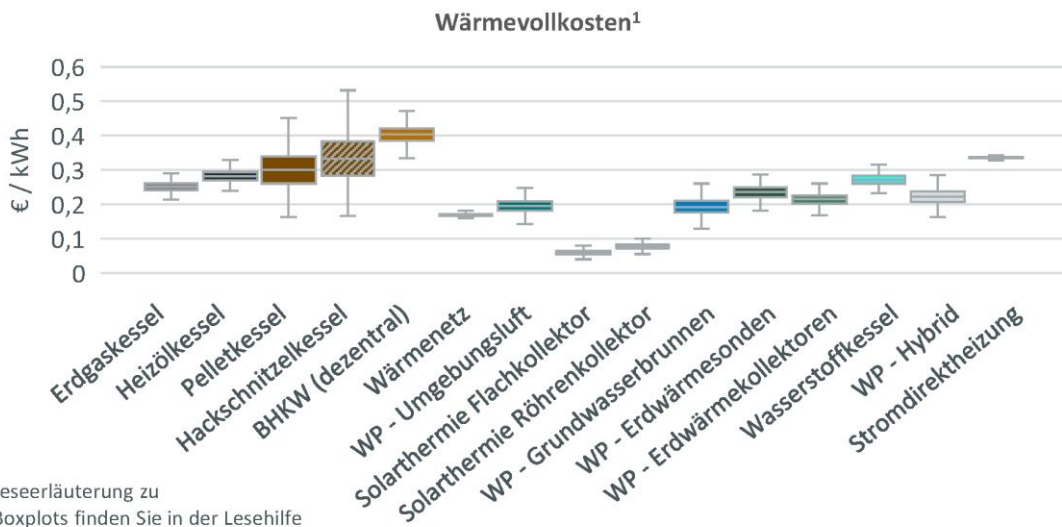 Wärmevollkosten¹
0,6
0,5
0,4
0,3
0,2
0,1
0
€ / kWh
Erdgaskessel
Heizölkessel
Pelletkessel
Hackschnitzelkessel
BHKW (dezentral)
Wärmenetz
WP - Umgebungsluft
Solarthermie Flachkollektor
Solarthermie Röhrenkollektor
WP - Grundwasserbrunnen
WP - Erdwärmesonden
WP - Erdwärmekollektoren
Wasserstoffkessel
WP - Hybrid
Stromdirektheizung
eseerläuterung zu
Boxplots finden Sie in der Lesehilfe